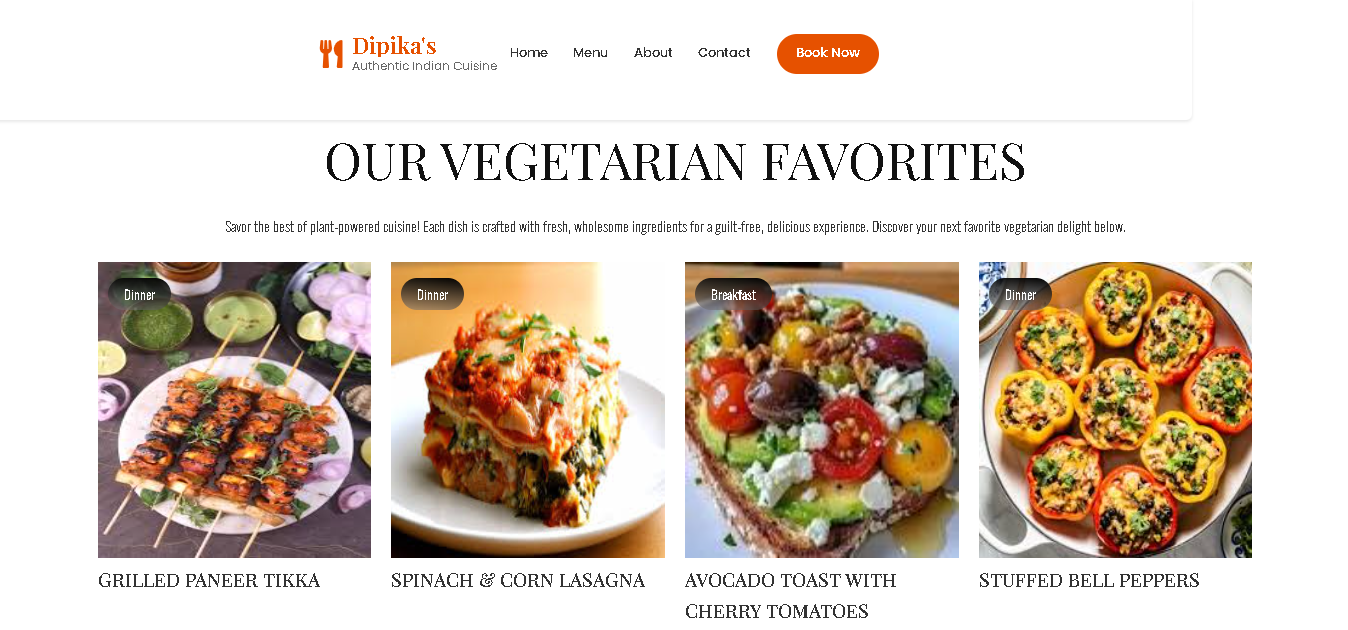 Dipika's
Authentic Indian Cuisine
Home Menu About Contact Book Now
OUR VEGETARIAN FAVORITES
Savor the best of plant-powered cuisine! Each dish is crafted with fresh, wholesome ingredients for a guilt-free, delicious experience. Discover your next favorite vegetarian delight below.
Dinner
Dinner
Breakfast
Dinner
GRILLED PANEER TIKKA
SPINACH & CORN LASAGNA
AVOCADO TOAST WITH
CHERRY TOMATOES
STUFFED BELL PEPPERS